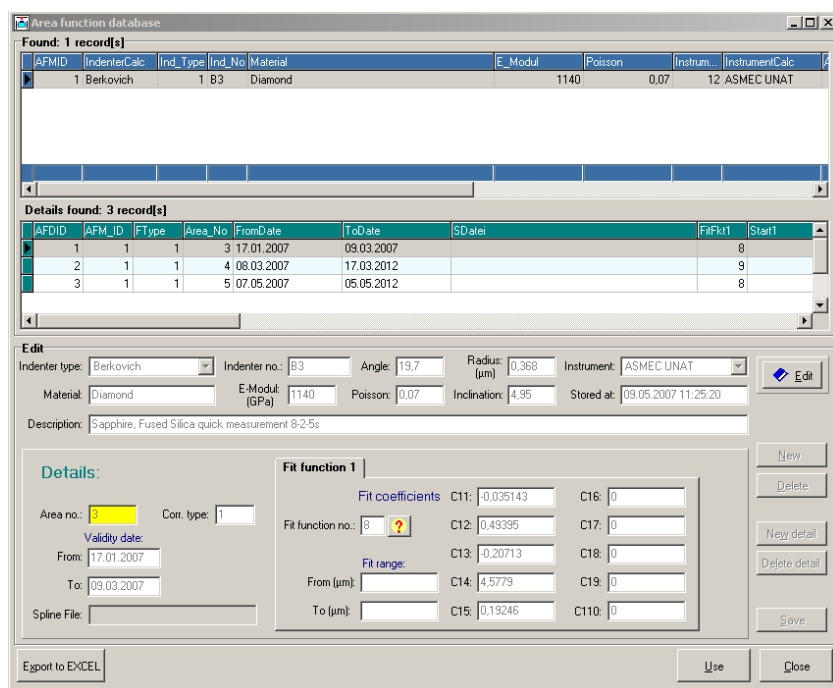 Area function database
Found: 1 record[s]
AFMID IndenterCalc Ind_Type Ind_No Material E_Modul Poisson Instrum... InstrumentCalc A
1 Berkovich 1 B3 Diamond 1140 0,07 12 ASMEC UNAT
Details found: 3 record[s]
AFDID AFM_ID FType Area_No FromDate ToDate SDatei FitFkt1 Start1
1 1 1 3 17.01.2007 09.03.2007 8
2 1 1 4 08.03.2007 17.03.2012 9
3 1 1 5 07.05.2007 05.05.2012 8
Edit
Indenter type: Berkovich Indenter no.: B3 Angle: 19,7 Radius: (µm) 0,368 Instrument: ASMEC UNAT Edit
Material: Diamond E-Modul: (GPa) 1140 Poisson: 0,07 Inclination: 4,95 Stored at: 09.05.2007 11:25:20
Description: Sapphire, Fused Silica quick measurement 8-2-5s
New
Delete
New detail
Delete detail
Save
Details:
Area no.: 3 Corr. type: 1
Validity date:
From: 17.01.2007
To: 09.03.2007
Spline File:
Fit function 1
Fit coefficients C11: -0,035143 C16: 0
Fit function no.: 8 ? C12: 0,49395 C17: 0
Fit range: C13: -0,20713 C18: 0
From (µm): C14: 4,5779 C19: 0
To (µm): C15: 0,19246 C110: 0
Export to EXCEL Use Close